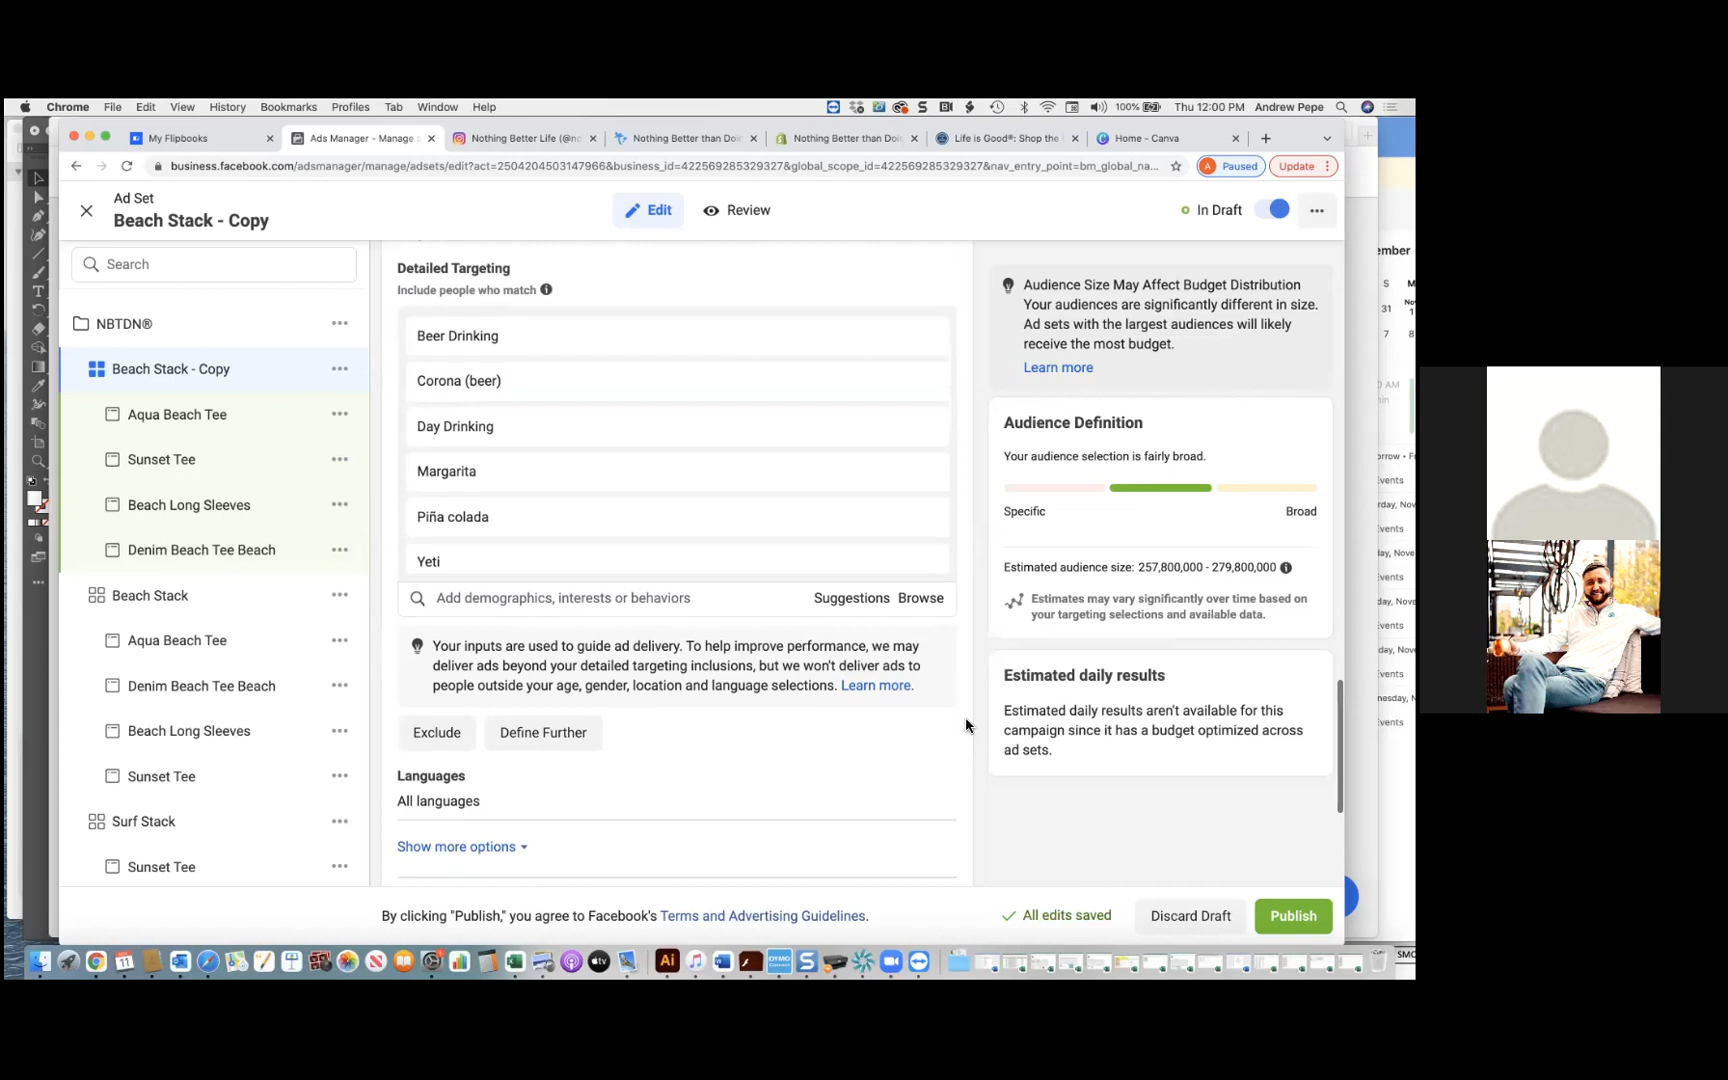 Chrome File Edit View History Bookmarks Profiles Tab Window Help
100% Thu 12:00 PM Andrew Pepe
My Flipbooks
Ads Manager - Manage
Nothing Better Life (@no
Nothing Better than Doi
Nothing Better than Doi
Life is Good®: Shop the
Home - Canva
business.facebook.com/adsmanager/manage/adsets/edit?act=2504204503147966&business_id=422569285329327&global_scope_id=422569285329327&nav_entry_point=bm_global_na...
A Paused
Update
Ad Set
Beach Stack - Copy
Edit
Review
In Draft
Search
NBTDN®
Beach Stack - Copy
Aqua Beach Tee
Sunset Tee
Beach Long Sleeves
Denim Beach Tee Beach
Beach Stack
Aqua Beach Tee
Denim Beach Tee Beach
Beach Long Sleeves
Sunset Tee
Surf Stack
Sunset Tee
Detailed Targeting
Include people who match
Beer Drinking
Corona (beer)
Day Drinking
Margarita
Piña colada
Yeti
Add demographics, interests or behaviors
Suggestions Browse
Your inputs are used to guide ad delivery. To help improve performance, we may
deliver ads beyond your detailed targeting inclusions, but we won't deliver ads to
people outside your age, gender, location and language selections. Learn more.
Exclude
Define Further
Languages
All languages
Show more options
Audience Size May Affect Budget Distribution
Your audiences are significantly different in size.
Ad sets with the largest audiences will likely
receive the most budget.
Learn more
Audience Definition
Your audience selection is fairly broad.
Specific
Broad
Estimated audience size: 257,800,000 - 279,800,000
Estimates may vary significantly over time based on
your targeting selections and available data.
Estimated daily results
Estimated daily results aren't available for this
campaign since it has a budget optimized across
ad sets.
By clicking "Publish," you agree to Facebook's Terms and Advertising Guidelines.
All edits saved
Discard Draft
Publish
ember
S M
31 1
7 8